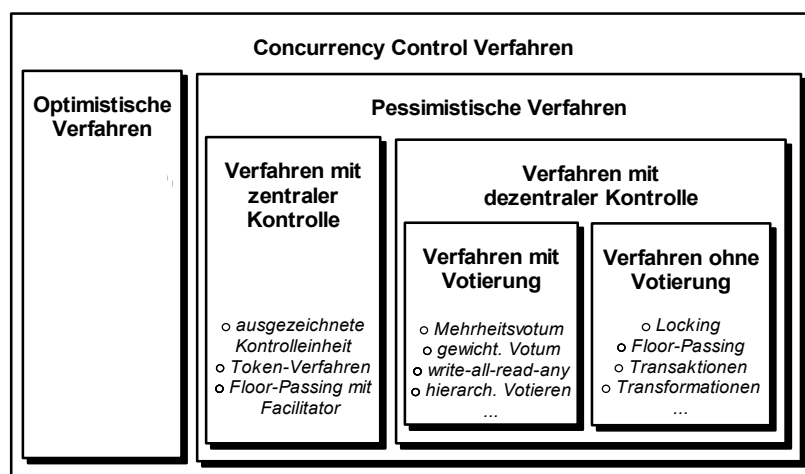 Concurrency Control Verfahren
Optimistische
Verfahren
Pessimistische Verfahren
Verfahren mit
zentraler
Kontrolle
○ ausgezeichnete
Kontrolleinheit
○ Token-Verfahren
○ Floor-Passing mit
Facilitator
Verfahren mit
dezentraler Kontrolle
Verfahren mit
Votierung
○ Mehrheitsvotum
○ gewicht. Votum
○ write-all-read-any
○ hierarch. Votieren
...
Verfahren ohne
Votierung
○ Locking
○ Floor-Passing
○ Transaktionen
○ Transformationen
...